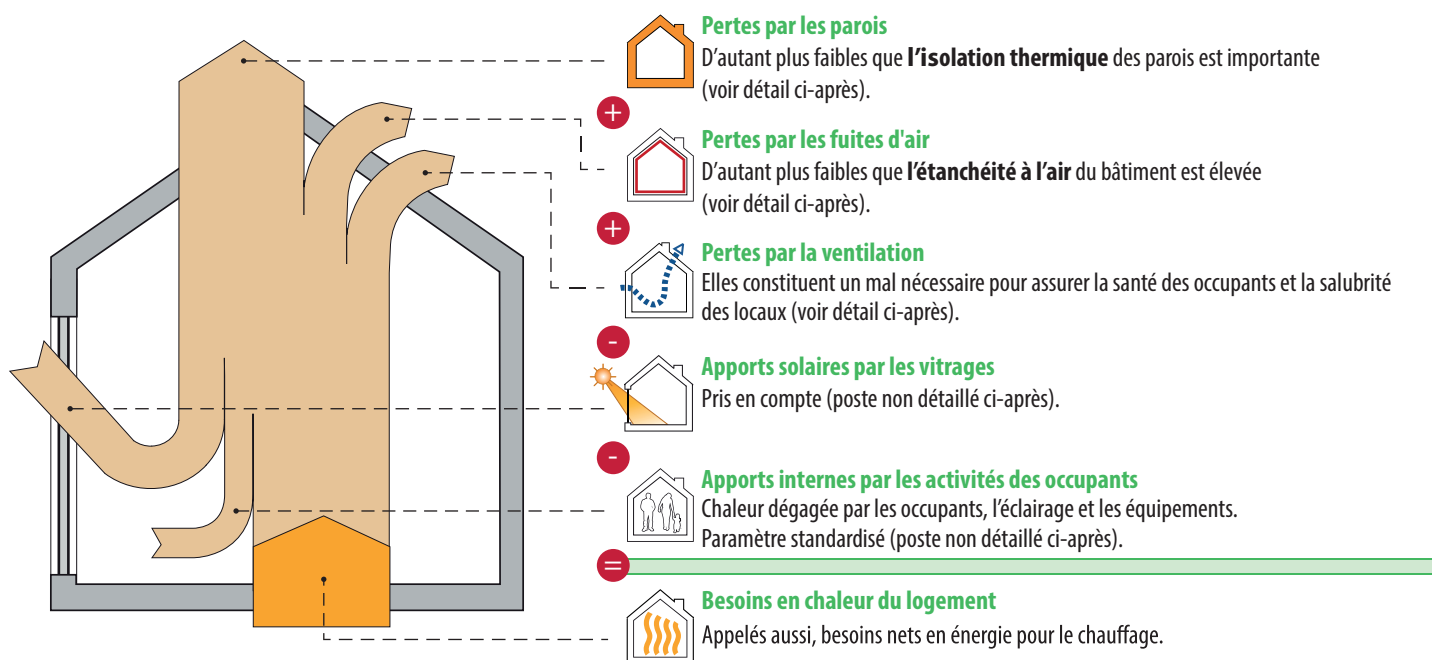 Pertes par les parois
D'autant plus faibles que l'isolation thermique des parois est importante
(voir détail ci-après).
+
Pertes par les fuites d'air
D'autant plus faibles que l'étanchéité à l'air du bâtiment est élevée
(voir détail ci-après).
+
Pertes par la ventilation
Elles constituent un mal nécessaire pour assurer la santé des occupants et la salubrité
des locaux (voir détail ci-après).
-
Apports solaires par les vitrages
Pris en compte (poste non détaillé ci-après).
-
Apports internes par les activités des occupants
Chaleur dégagée par les occupants, l'éclairage et les équipements.
Paramètre standardisé (poste non détaillé ci-après).
=
Besoins en chaleur du logement
Appelés aussi, besoins nets en énergie pour le chauffage.